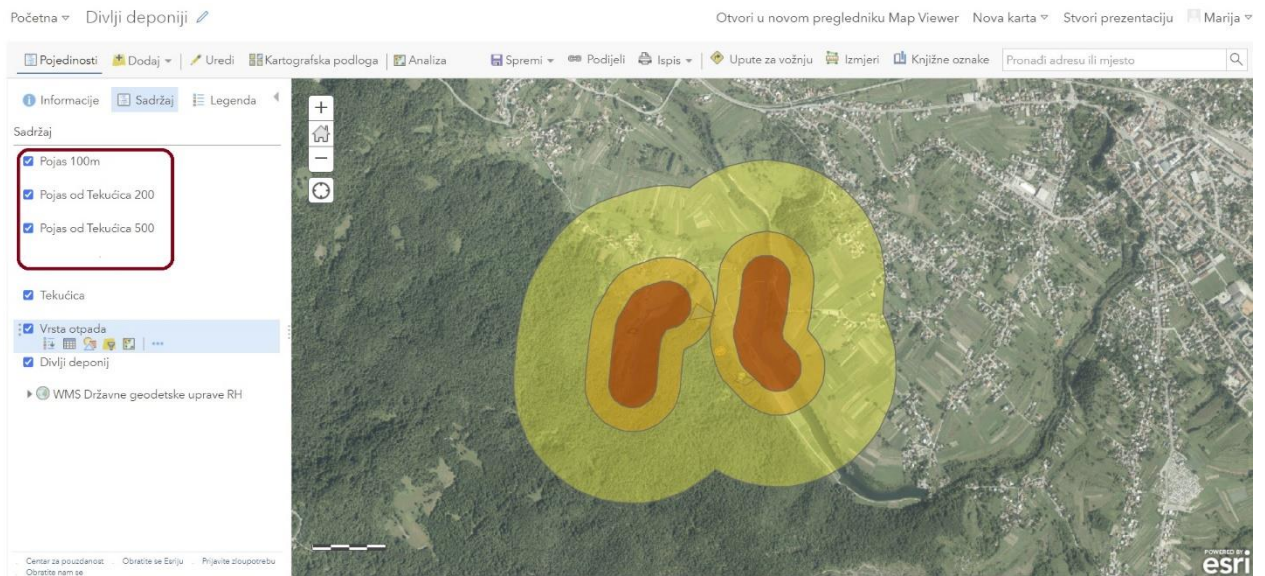 Početna Divlji deponiji Otvori u novom pregledniku Map Viewer Nova karta Stvori prezentaciju Marija
Pojedinosti Dodaj Uredi Kartografska podloga Analiza Spremi Podijeli Ispis Upute za vožnju Izmjeri Knjižne oznake Pronađi adresu ili mjesto
Informacije Sadržaj Legenda
Sadržaj
Pojas 100m
Pojas od Tekućica 200
Pojas od Tekućica 500
Tekućica
Vrsta otpada
Divlji deponij
WMS Državne geodetske uprave RH
Centar za pouzdanost Obratite se Esriju Prijavite zloupotrebu
Obratite nam se
POWERED BY
esri